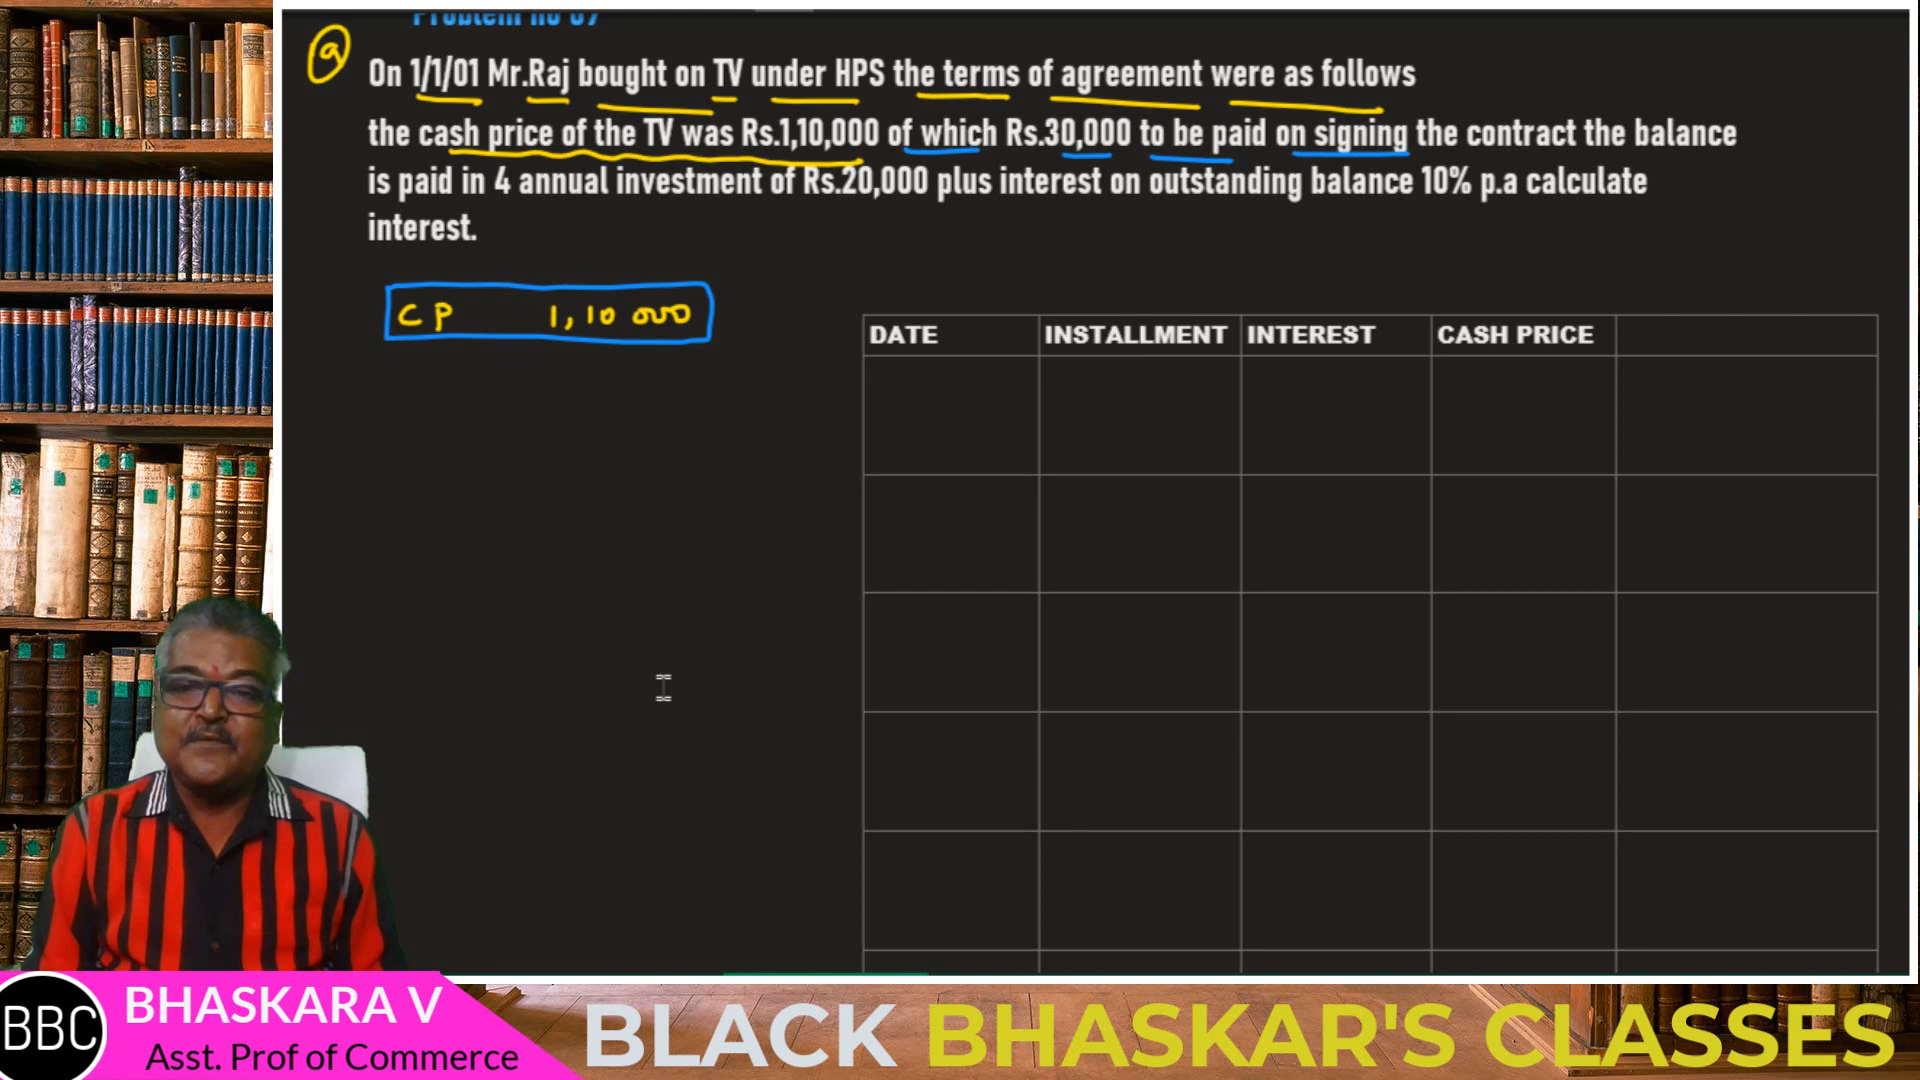 Problem no 07
a
On 1/1/01 Mr.Raj bought on TV under HPS the terms of agreement were as follows
the cash price of the TV was Rs.1,10,000 of which Rs.30,000 to be paid on signing the contract the balance
is paid in 4 annual investment of Rs.20,000 plus interest on outstanding balance 10% p.a calculate
interest.
CP 1,10 000
DATE INSTALLMENT INTEREST CASH PRICE
BBC
BHASKARA V
Asst. Prof of Commerce
BLACK BHASKAR'S CLASSES